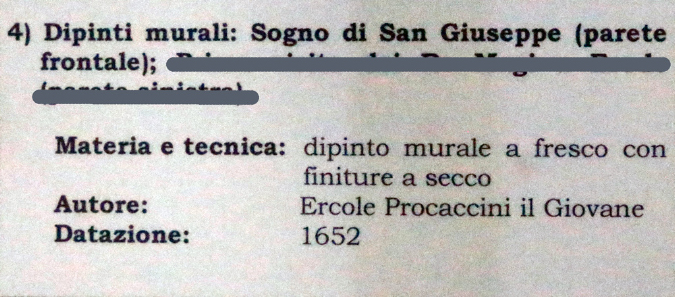 4) Dipinti murali: Sogno di San Giuseppe (parete
frontale);
Materia e tecnica: dipinto murale a fresco con
finiture a secco
Autore: Ercole Procaccini il Giovane
Datazione: 1652